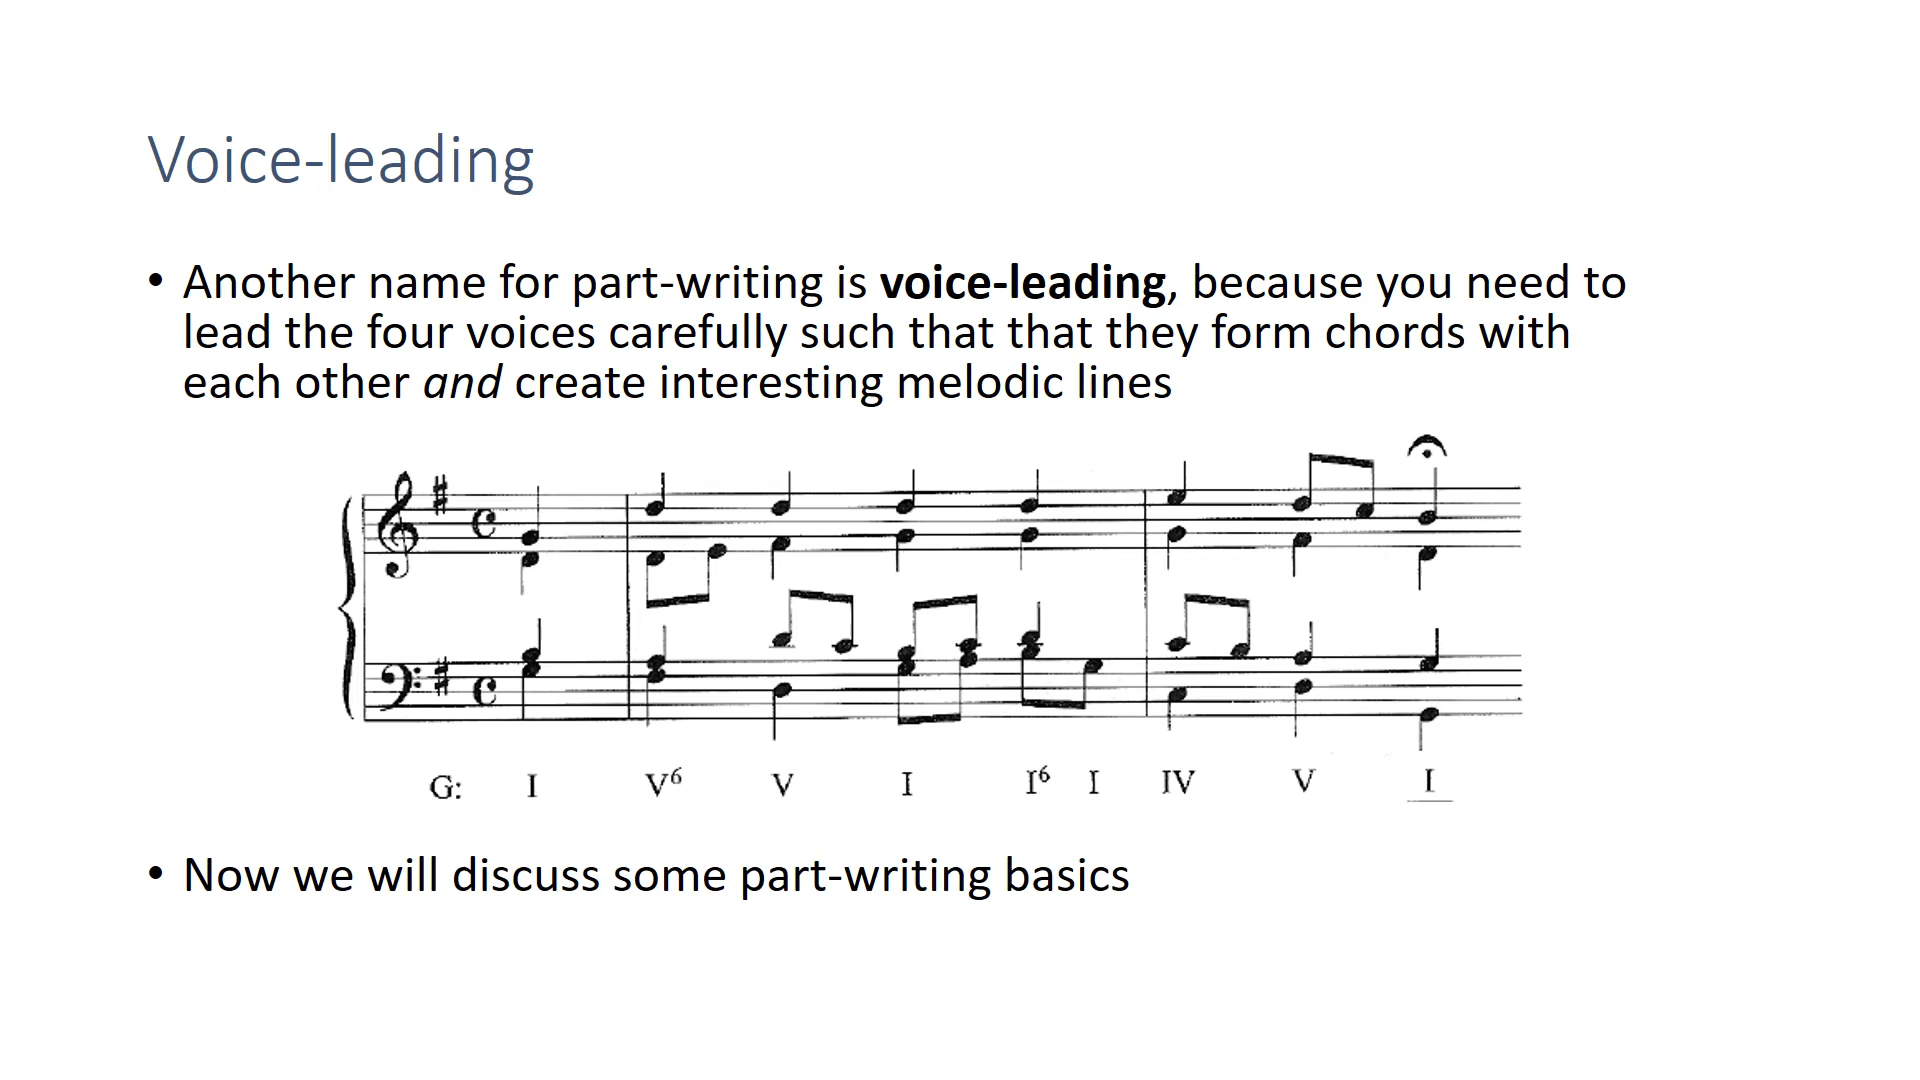 Voice-leading
• Another name for part-writing is voice-leading, because you need to
lead the four voices carefully such that that they form chords with
each other and create interesting melodic lines
G: I V⁶ V I I⁶ I IV V I
• Now we will discuss some part-writing basics